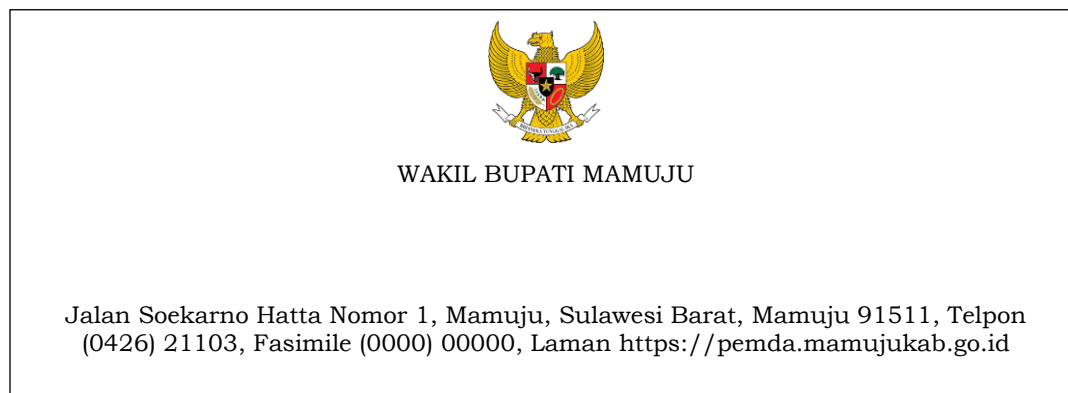 WAKIL BUPATI MAMUJU
Jalan Soekarno Hatta Nomor 1, Mamuju, Sulawesi Barat, Mamuju 91511, Telpon
(0426) 21103, Fasimile (0000) 00000, Laman https://pemda.mamujukab.go.id